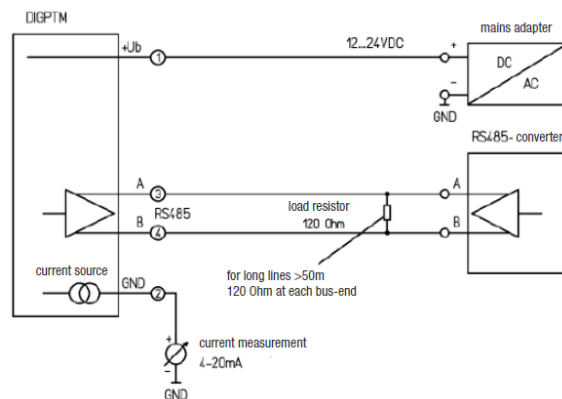 DIGPTM
mains adapter
+Ub
1
12...24VDC
+
-
DC
AC
GND
RS485- converter
A
3
A
RS485
load resistor
120 Ohm
B
4
B
for long lines >50m
120 Ohm at each bus-end
current source
GND
2
+
-
current measurement
4-20mA
GND